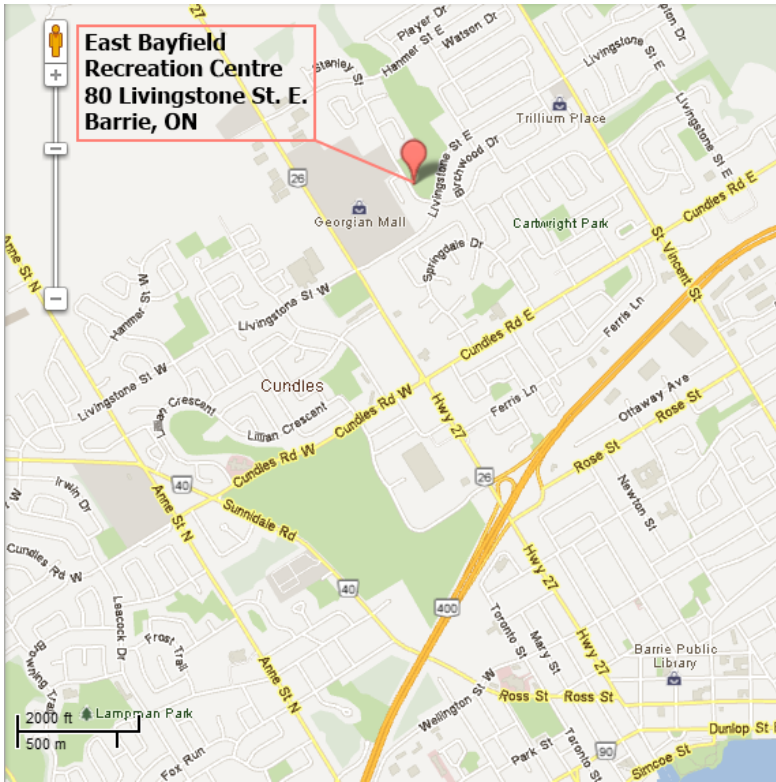 East Bayfield
Recreation Centre
80 Livingstone St. E.
Barrie, ON
27
Player Dr
Hanmer St E
Watson Dr
Stanley St
Livingstone St E
Livingstone St E
Trillium Place
26
Livingstone St E
Birchwood Dr
Georgian Mall
Cartwright Park
Cundles Rd E
St Vincent St
Springdale Dr
Anne St N
Hanmer St W
Livingstone St W
Ferris Ln
Cundles Rd E
Livingstone St W
Cundles
Crescent
Lillian Crescent
Cundles Rd W
Hwy 27
Ferris Ln
Ottaway Ave
Rose St
Cundles Rd W
Rose St
26
40
Irwin Dr
Anne St N
Sunnidale Rd
Newton St
Cundles Rd W
Hwy 27
40
400
Leacock Dr
Frost Trail
Toronto St
Mary St
Hwy 27
Barrie Public
Library
Browning Trail
Anne St N
Ross St
Ross St
Lampman Park
Wellington St W
2000 ft
500 m
Fox Run
Park St
Toronto St
90
Simcoe St
Dunlop St E